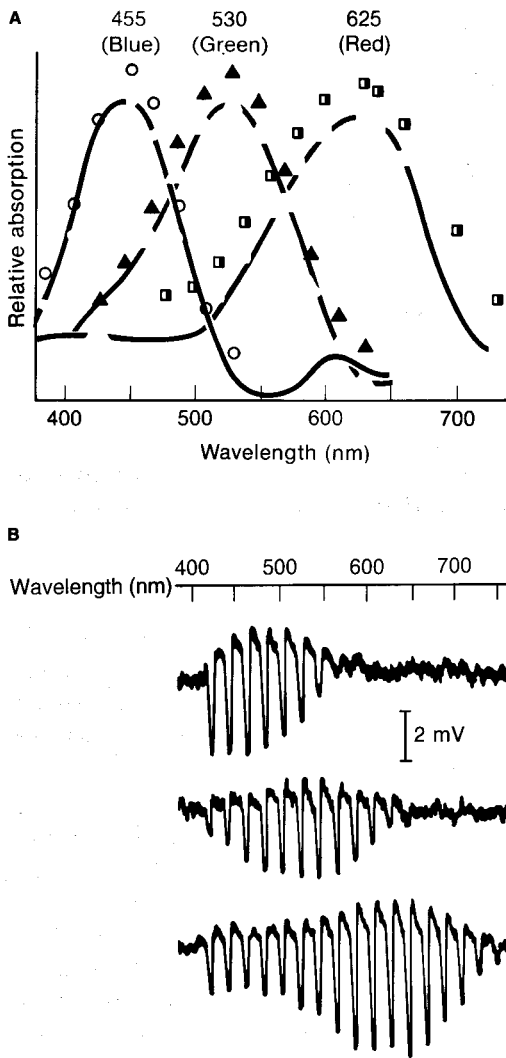 A
455 530 625
(Blue) (Green) (Red)
Relative absorption
400 500 600 700
Wavelength (nm)
B
400 500 600 700
Wavelength (nm)
2 mV